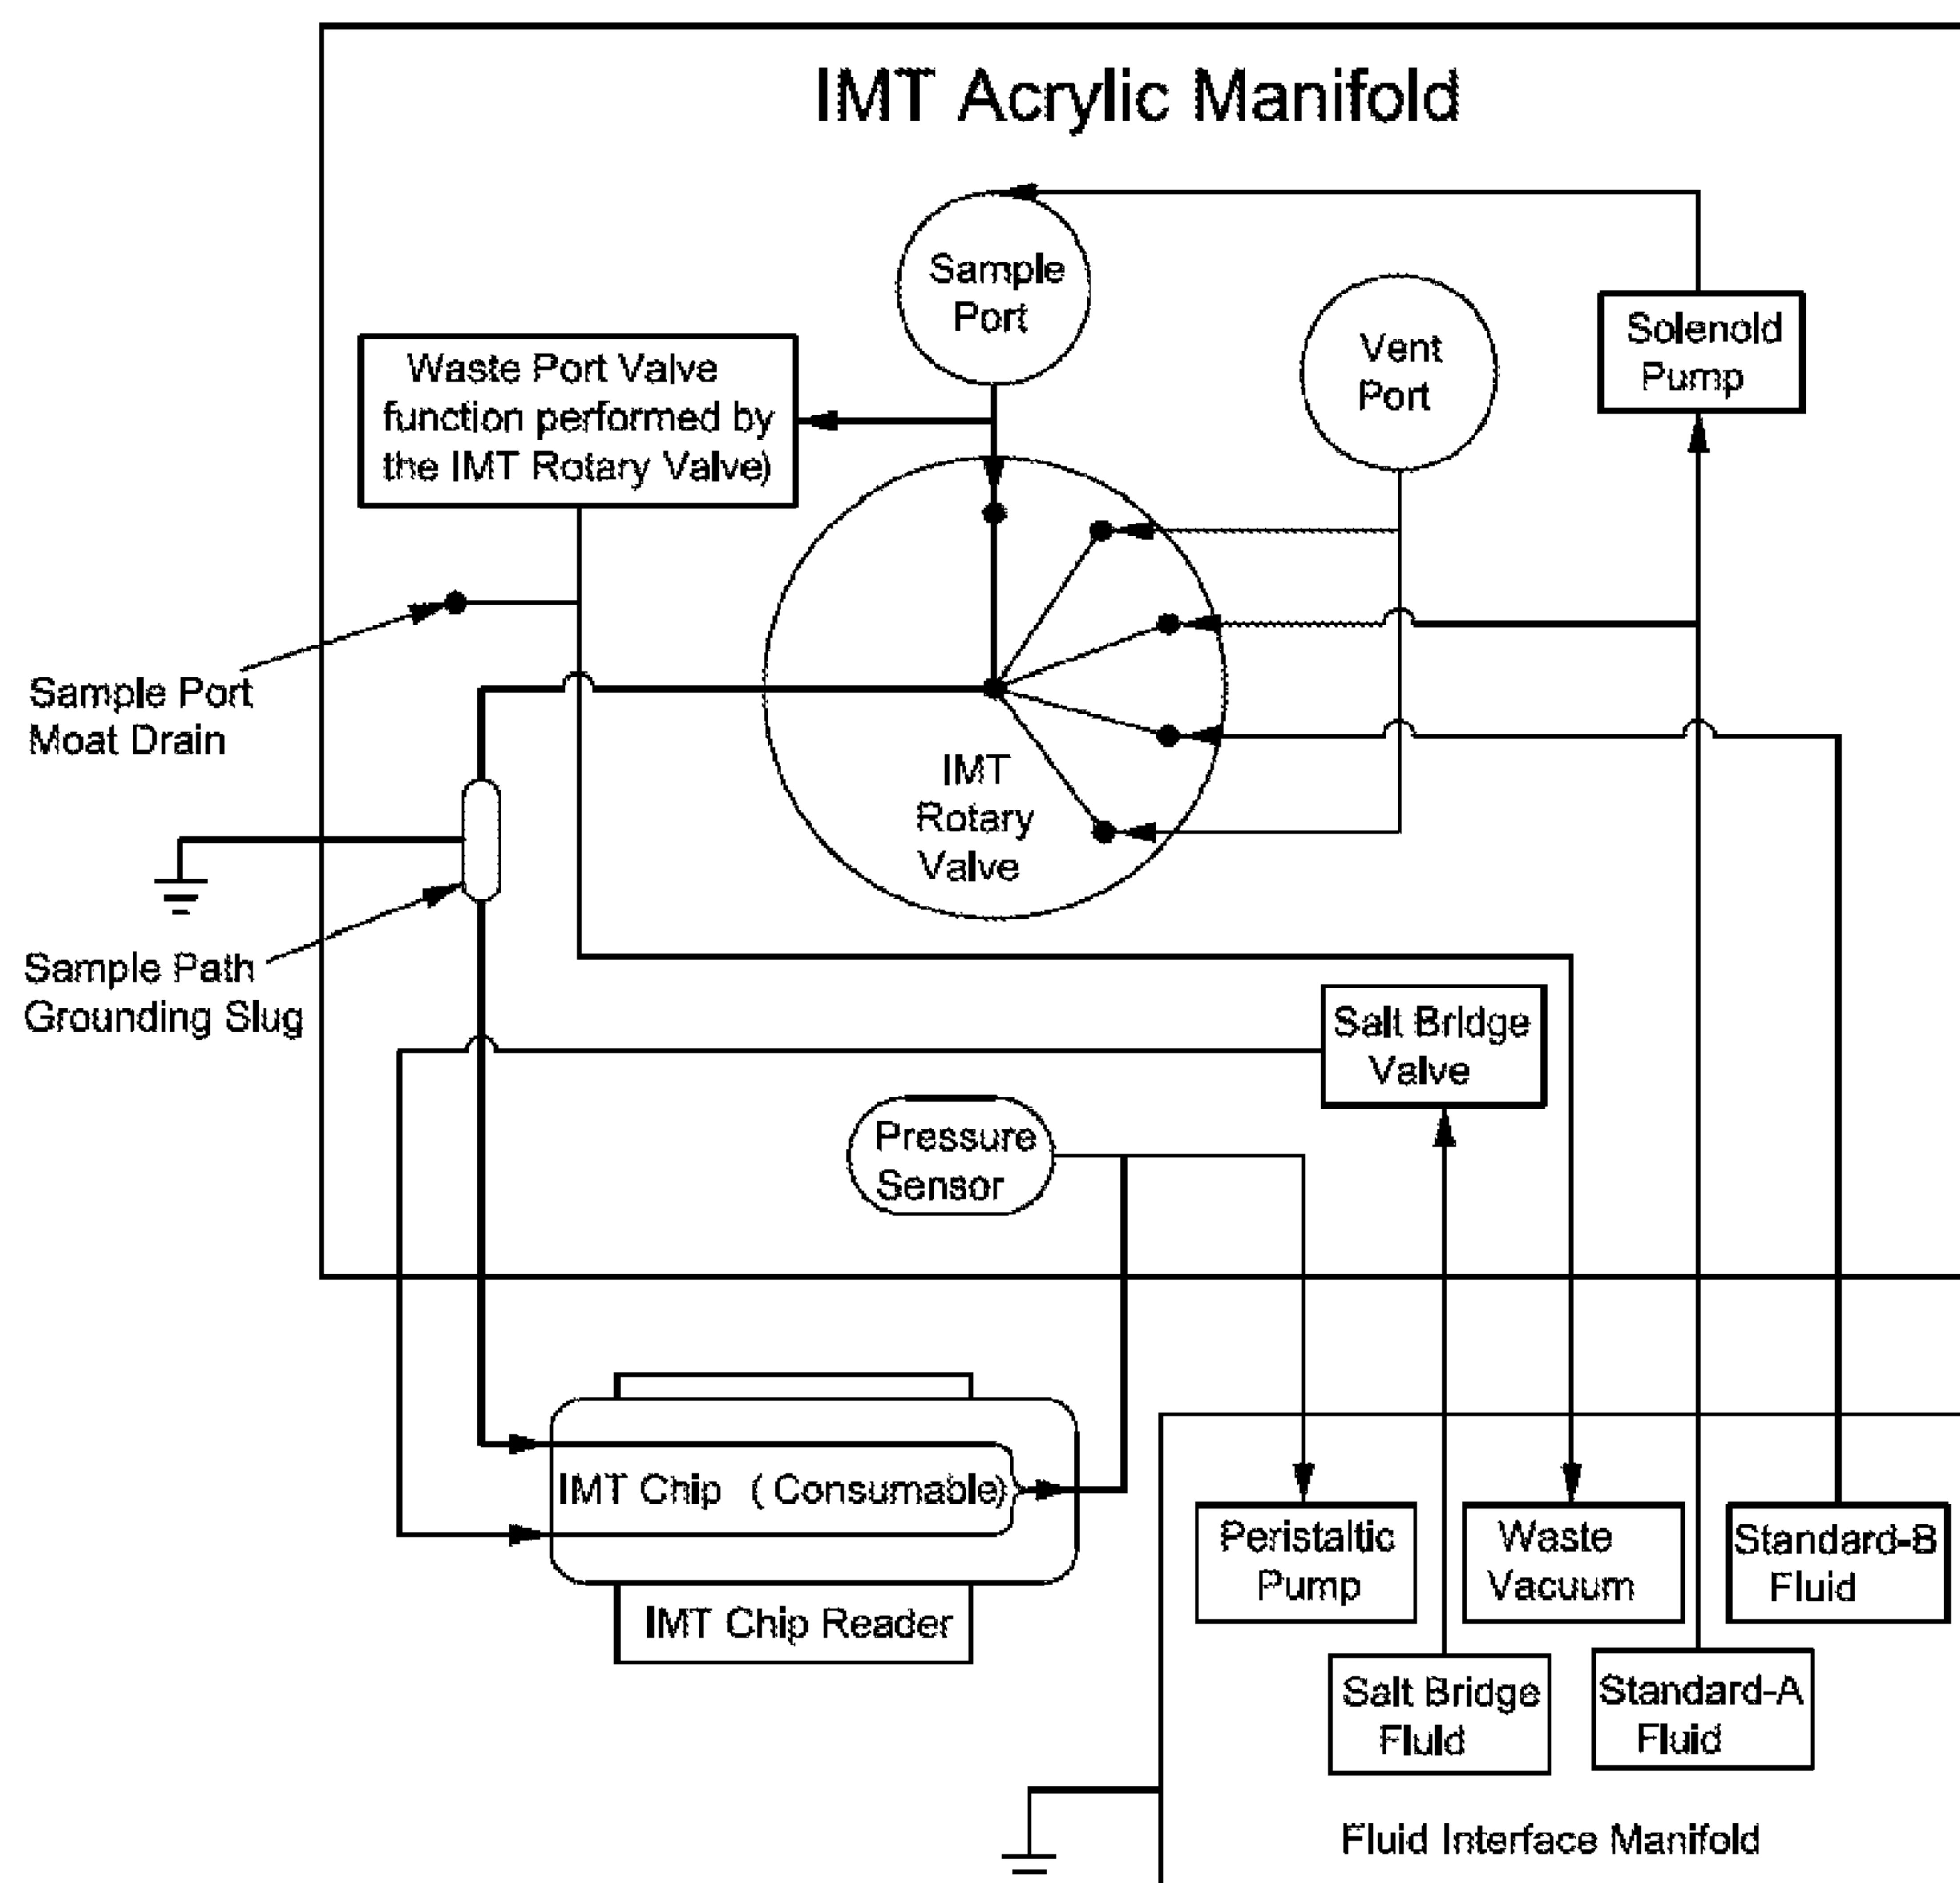 IMT Acrylic Manifold
Sample
Port
Vent
Port
Solenold
Pump
Waste Port Valve
function performed by
the IMT Rotary Valve)
Sample Port
Moat Drain
IMT
Rotary
Valve
Sample Path
Grounding Slug
Salt Bridge
Valve
Pressure
Sensor
IMT Chip ( Consumable)
IMT Chip Reader
Peristaltic
Pump
Waste
Vacuum
Standard-B
Fluid
Salt Bridge
Fluld
Standard-A
Fluid
Fluid Interface Manifold